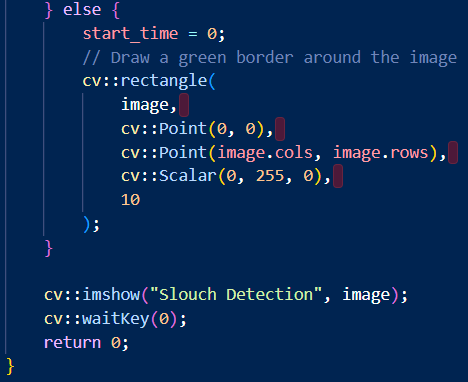 } else {
start_time = 0;
// Draw a green border around the image
cv::rectangle(
image,
cv::Point(0, 0),
cv::Point(image.cols, image.rows),
cv::Scalar(0, 255, 0),
10
);
}
cv::imshow("Slouch Detection", image);
cv::waitKey(0);
return 0;
}